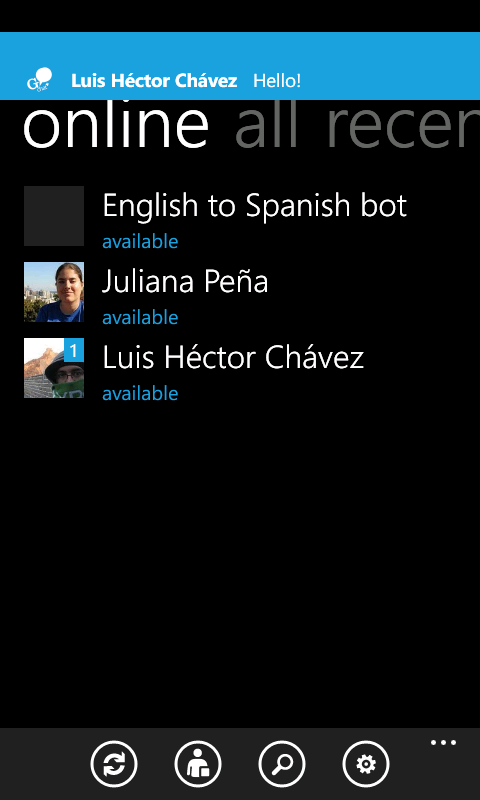 Luis Héctor Chávez Hello!
online all recen
English to Spanish bot
available
Juliana Peña
available
1
Luis Héctor Chávez
available